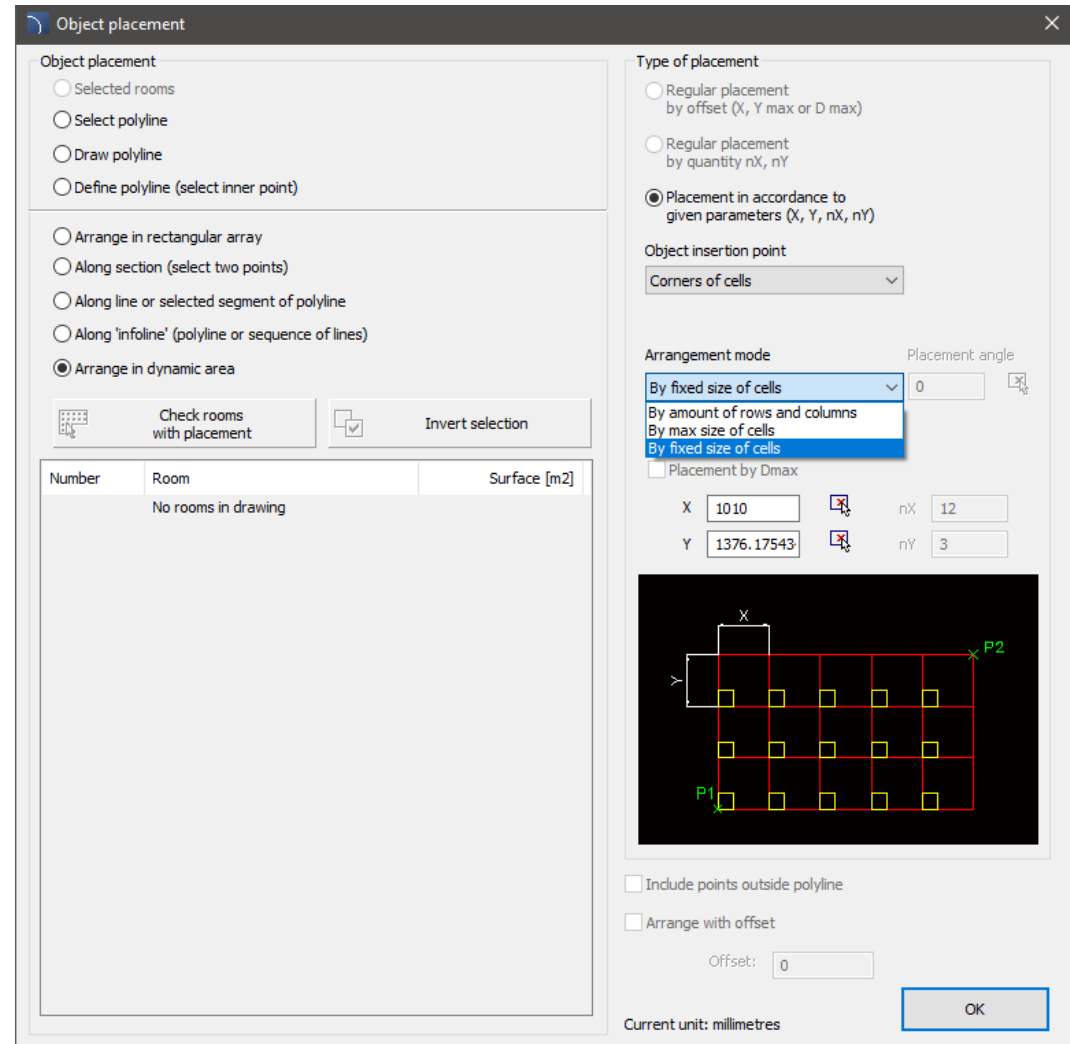 Object placement
Object placement
Selected rooms
Select polyline
Draw polyline
Define polyline (select inner point)
Arrange in rectangular array
Along section (select two points)
Along line or selected segment of polyline
Along 'infoline' (polyline or sequence of lines)
Arrange in dynamic area
Check rooms
with placement
Invert selection
Number Room Surface [m2]
No rooms in drawing
Type of placement
Regular placement
by offset (X, Y max or D max)
Regular placement
by quantity nX, nY
Placement in accordance to
given parameters (X, Y, nX, nY)
Object insertion point
Corners of cells
Arrangement mode Placement angle
By fixed size of cells 0
By amount of rows and columns
By max size of cells
By fixed size of cells
Placement by Dmax
X 1010 nX 12
Y 1376.17543 nY 3
X
P2
Y
P1
Include points outside polyline
Arrange with offset
Offset: 0
OK
Current unit: millimetres